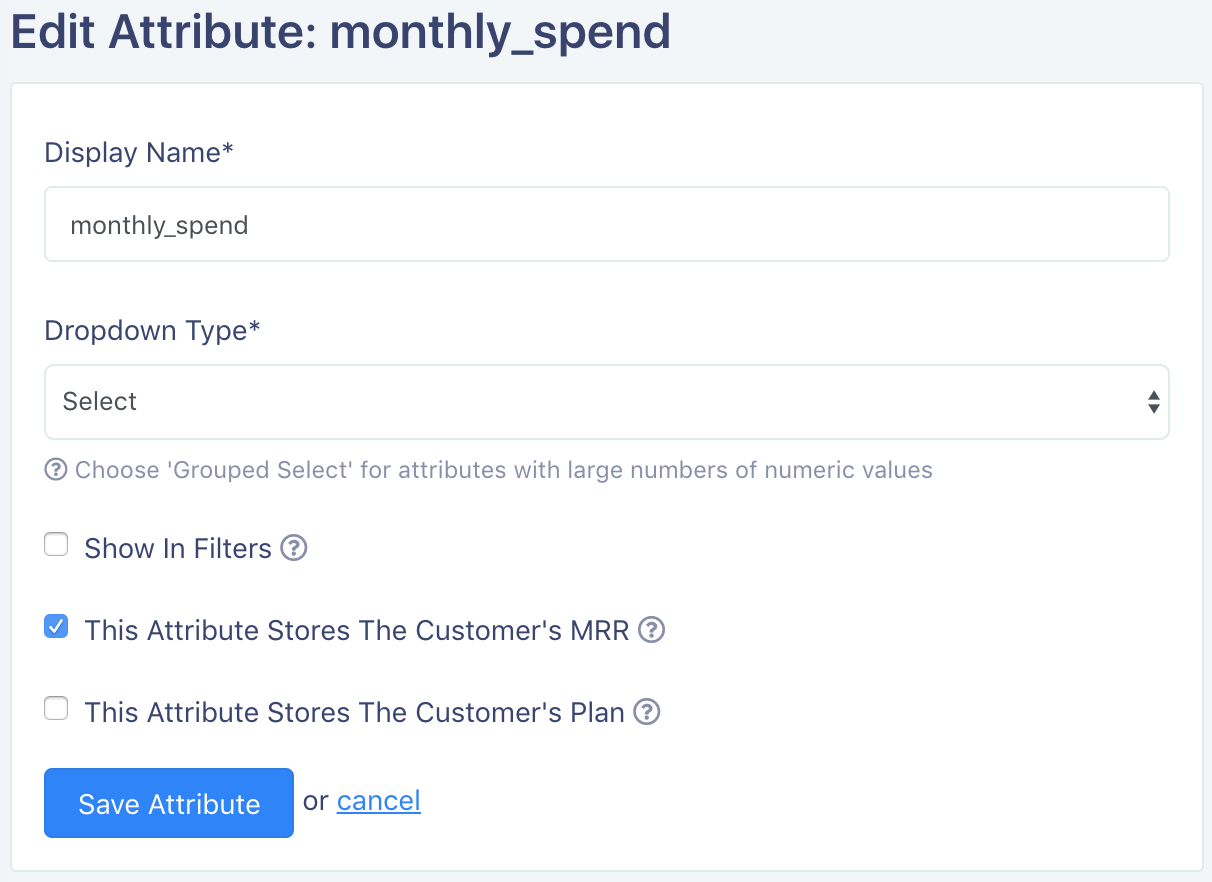 Edit Attribute: monthly_spend
Display Name*
monthly_spend
Dropdown Type*
Select
Choose 'Grouped Select' for attributes with large numbers of numeric values
Show In Filters
This Attribute Stores The Customer's MRR
This Attribute Stores The Customer's Plan
Save Attribute or cancel